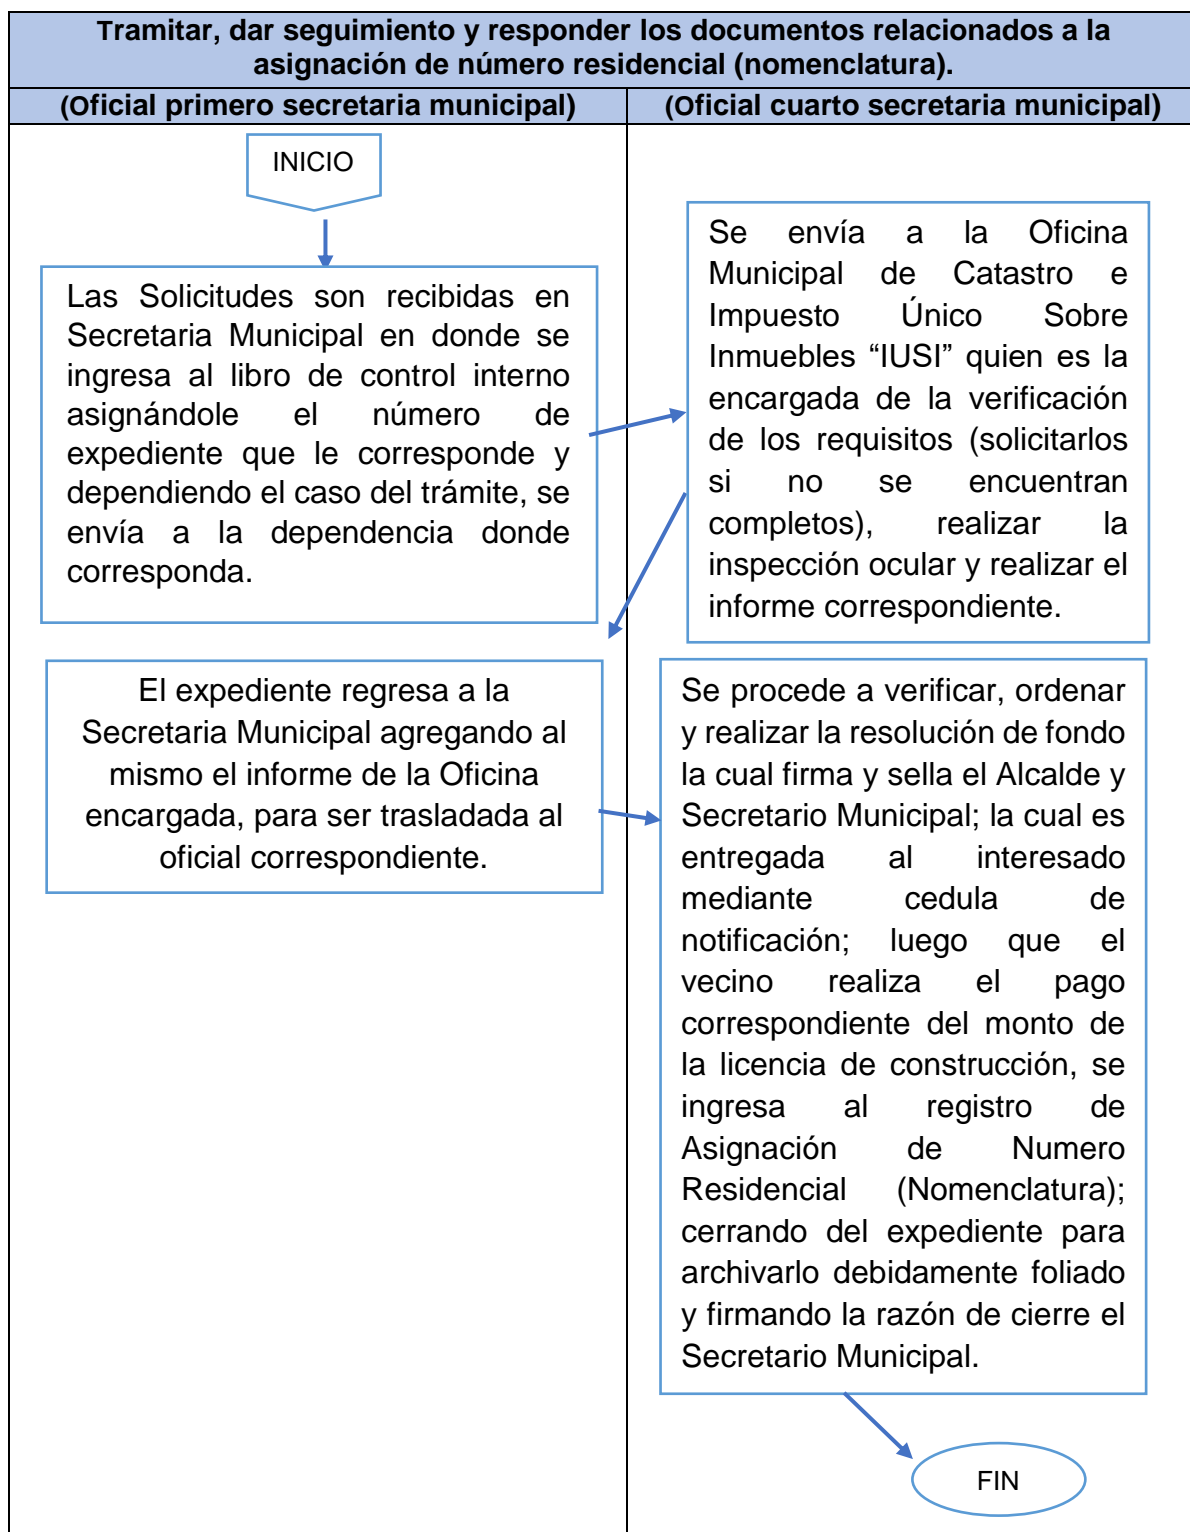 Tramitar, dar seguimiento y responder los documentos relacionados a la
asignación de número residencial (nomenclatura).
(Oficial primero secretaria municipal)
(Oficial cuarto secretaria municipal)
INICIO
Las Solicitudes son recibidas en
Secretaria Municipal en donde se
ingresa al libro de control interno
asignándole el número de
expediente que le corresponde y
dependiendo el caso del trámite, se
envía a la dependencia donde
corresponda.
Se envía a la Oficina
Municipal de Catastro e
Impuesto Único Sobre
Inmuebles “IUSI” quien es la
encargada de la verificación
de los requisitos (solicitarlos
si no se encuentran
completos), realizar la
inspección ocular y realizar el
informe correspondiente.
El expediente regresa a la
Secretaria Municipal agregando al
mismo el informe de la Oficina
encargada, para ser trasladada al
oficial correspondiente.
Se procede a verificar, ordenar
y realizar la resolución de fondo
la cual firma y sella el Alcalde y
Secretario Municipal; la cual es
entregada al interesado
mediante cedula de
notificación; luego que el
vecino realiza el pago
correspondiente del monto de
la licencia de construcción, se
ingresa al registro de
Asignación de Numero
Residencial (Nomenclatura);
cerrando del expediente para
archivarlo debidamente foliado
y firmando la razón de cierre el
Secretario Municipal.
FIN